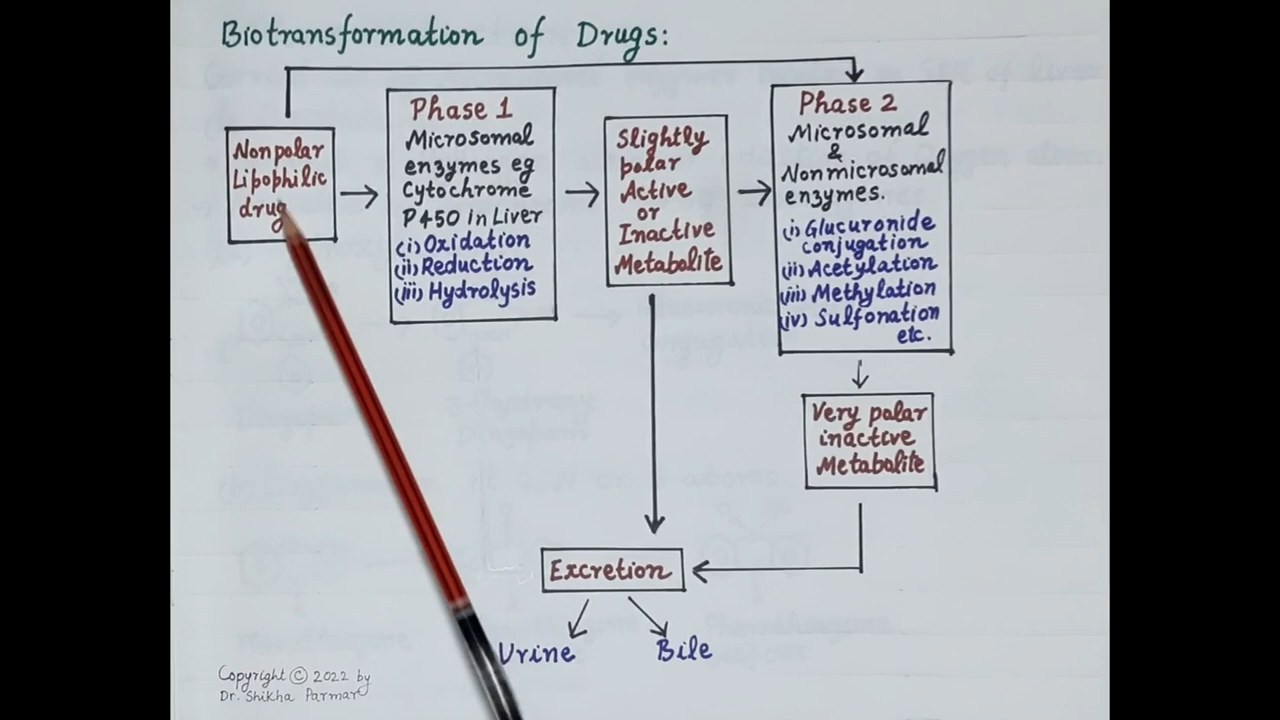 Biotransformation of Drugs:
Nonpolar
Lipophilic
drug
Phase 1
Microsomal
enzymes eg
Cytochrome
P450 in Liver
(i) Oxidation
(ii) Reduction
(iii) Hydrolysis
Slightly
polar
Active
or
Inactive
Metabolite
Phase 2
Microsomal
&
Nonmicrosomal
enzymes.
(i) Glucuronide
conjugation
(ii) Acetylation
(iii) Methylation
(iv) Sulfonation
etc.
Very polar
inactive
Metabolite
Excretion
Urine
Bile
Copyright © 2022 by
Dr. Shikha Parmar